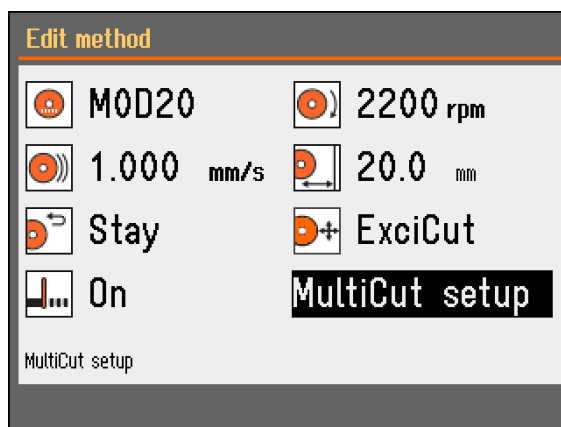 Edit method
M0D20 2200 rpm
1.000 mm/s 20.0 mm
Stay ExciCut
On MultiCut setup
MultiCut setup